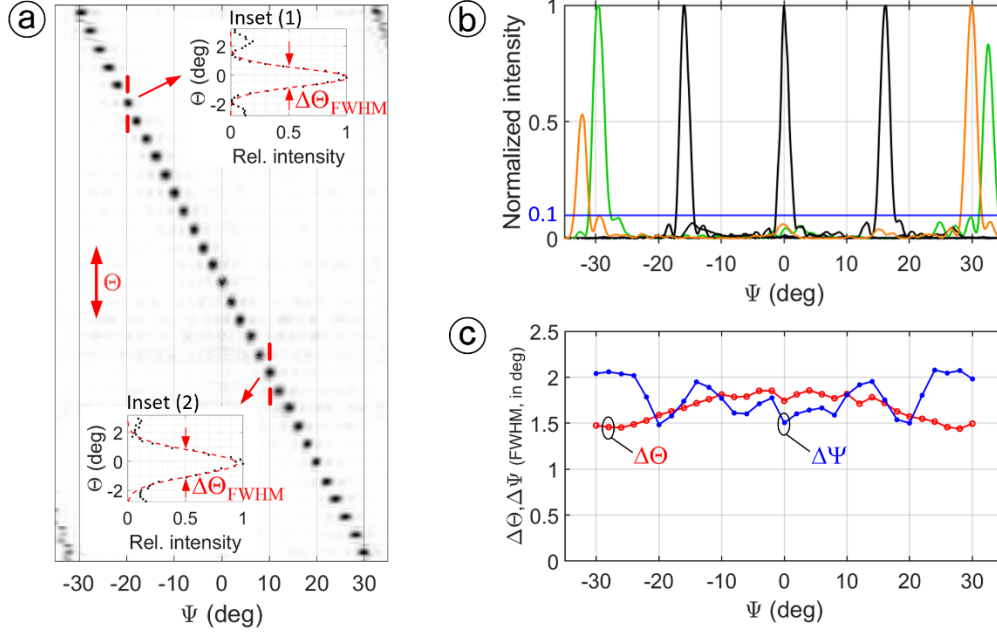 a
Inset (1)
Θ (deg)
2
0
-2
0
0.5
1
Rel. intensity
ΔΘFWHM
Θ
Inset (2)
Θ (deg)
2
0
-2
0
0.5
1
Rel. intensity
ΔΘFWHM
-30 -20 -10 0 10 20 30
Ψ (deg)
b
Normalized intensity
1
0.5
0.1
0
-30 -20 -10 0 10 20 30
Ψ (deg)
c
ΔΘ,ΔΨ (FWHM, in deg)
2.5
2
1.5
1
0.5
0
ΔΘ
ΔΨ
-30 -20 -10 0 10 20 30
Ψ (deg)